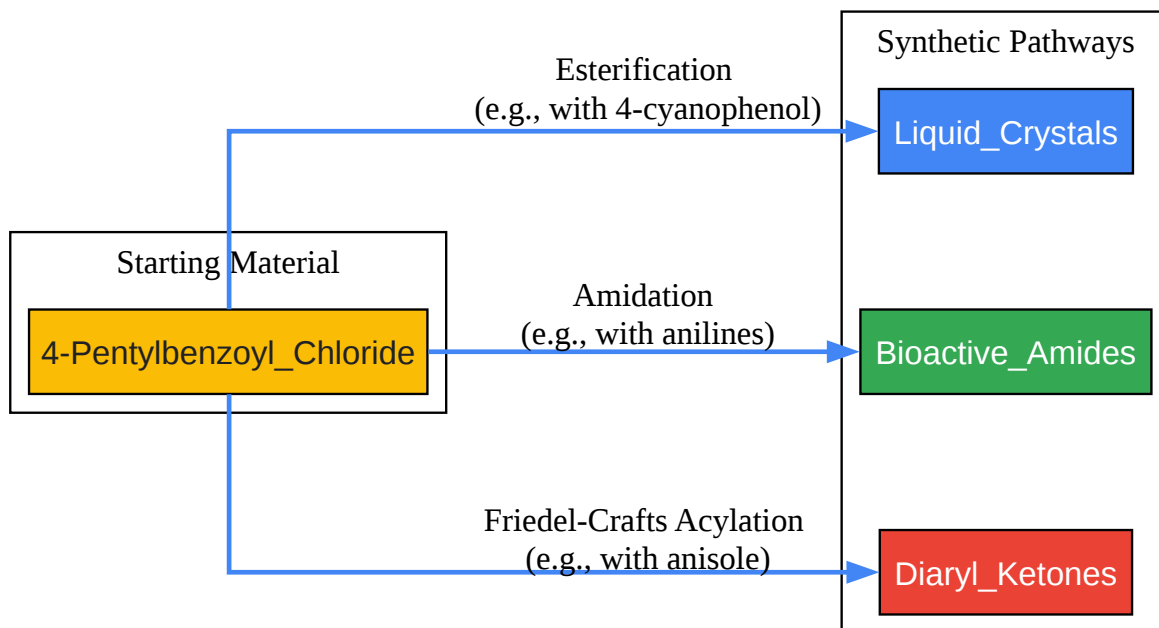 Synthetic Pathways
Esterification
(e.g., with 4-cyanophenol)
Liquid_Crystals
Starting Material
4-Pentylbenzoyl_Chloride
Amidation
(e.g., with anilines)
Bioactive_Amides
Friedel-Crafts Acylation
(e.g., with anisole)
Diaryl_Ketones